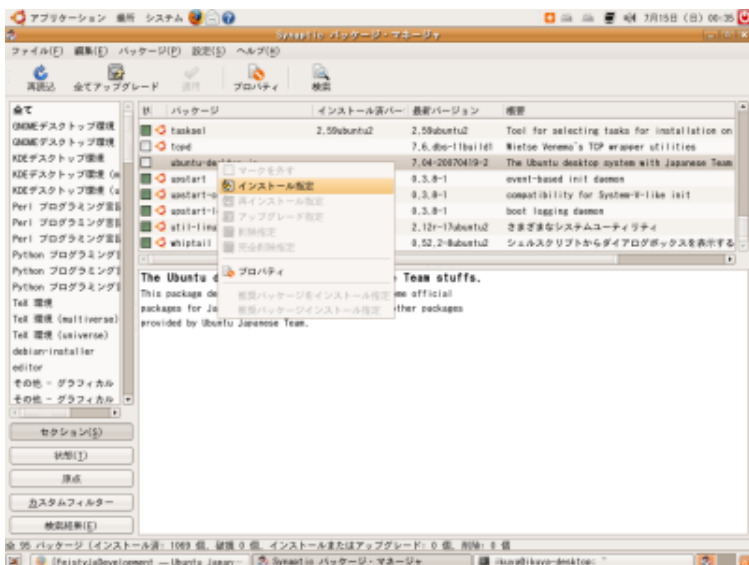 アプリケーション 場所 システム
7月15日 (日) 00:35
Synaptic パッケージ・マネージャ
ファイル(F) 編集(E) パッケージ(P) 設定(S) ヘルプ(H)
再読込 全てアップグレード 適用 プロパティ 検索
状 パッケージ インストール済バー 最新バージョン 概要
tasksel 2.59ubuntu2 2.59ubuntu2 Tool for selecting tasks for installation on
tcpd 7.6.dbs-11build1 Wietse Venema's TCP wrapper utilities
7.04-20070419-2 The Ubuntu desktop system with Japanese Team
upstart 0.3.8-1 event-based init daemon
0.3.8-1 compatibility for System-V-like init
0.3.8-1 boot logging daemon
util-linu 2.12r-17ubuntu2 さまざまなシステムユーティリティ
whiptail 0.52.2-8ubuntu2 シェルスクリプトからダイアログボックスを表示する
マークを外す
インストール指定
再インストール指定
アップグレード指定
削除指定
完全削除指定
プロパティ
推奨パッケージをインストール指定
提案パッケージインストール指定
The Ubuntu d Team stuffs.
This package de me official
packages for Ja ther packages
provided by Ubuntu Japanese Team.
全て
GNOMEデスクトップ環境
GNOMEデスクトップ環境
KDEデスクトップ環境
KDEデスクトップ環境 (m
KDEデスクトップ環境 (u
Perl プログラミング言語
Perl プログラミング言語
Perl プログラミング言語
Python プログラミング言
Python プログラミング言
Python プログラミング言
TeX 環境
TeX 環境 (multiverse)
TeX 環境 (universe)
debian-installer
editor
その他 - グラフィカル
その他 - グラフィカル
セクション(S)
状態(T)
原点
カスタムフィルター
検索結果(E)
全 95 パッケージ (インストール済: 1069 個、破損 0 個、インストールまたはアップグレード: 0 個、削除: 0 個
[FeistyJaDevelopment — Ubuntu Japan… Synaptic パッケージ・マネージャ